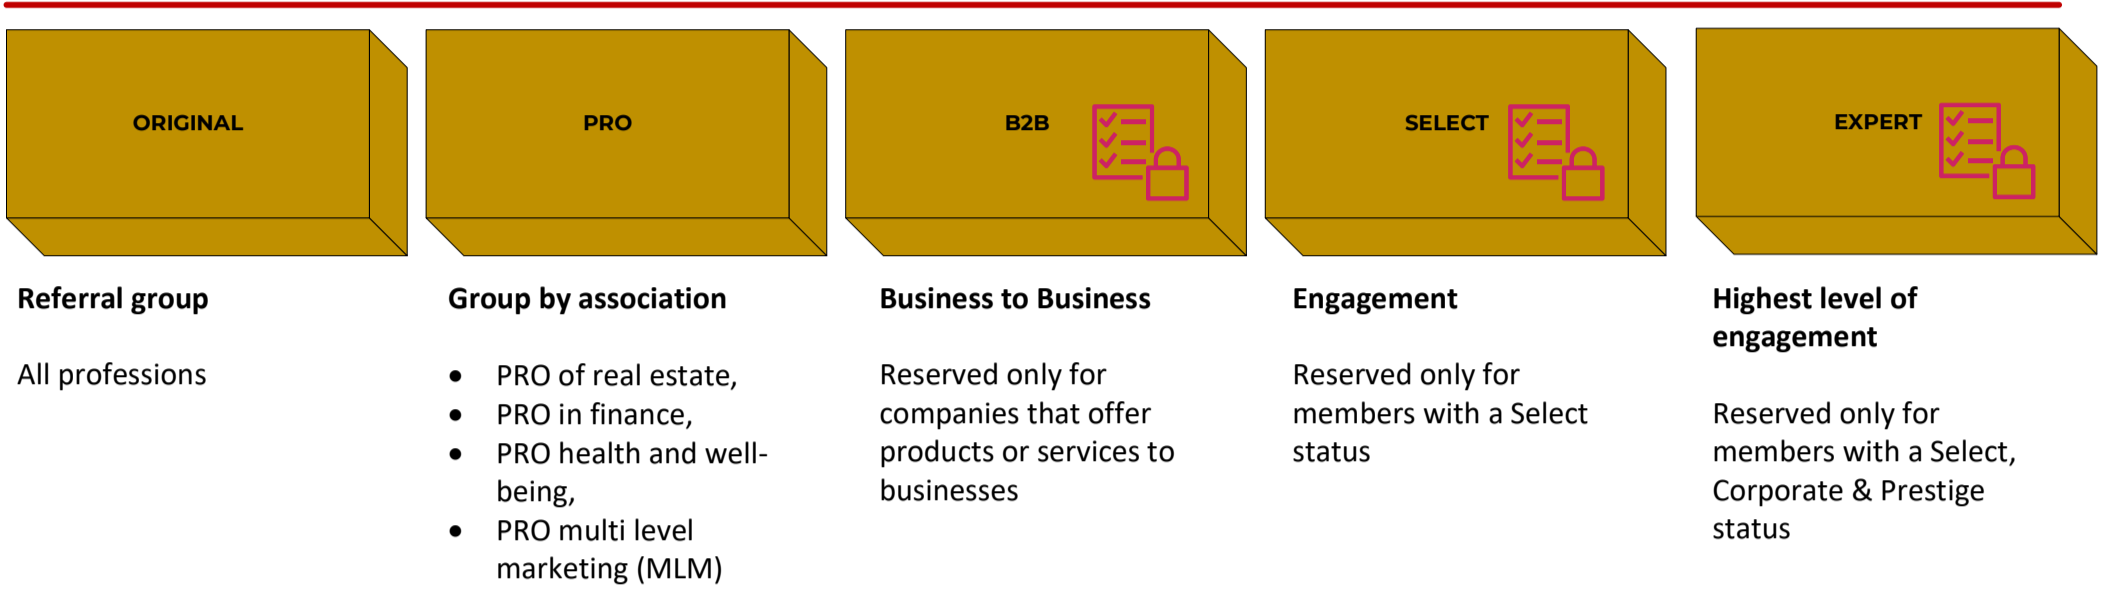 ORIGINAL
PRO
B2B
SELECT
EXPERT
Referral group
All professions
Group by association
• PRO of real estate,
• PRO in finance,
• PRO health and well-
being,
• PRO multi level
marketing (MLM)
Business to Business
Reserved only for
companies that offer
products or services to
businesses
Engagement
Reserved only for
members with a Select
status
Highest level of
engagement
Reserved only for
members with a Select,
Corporate & Prestige
status